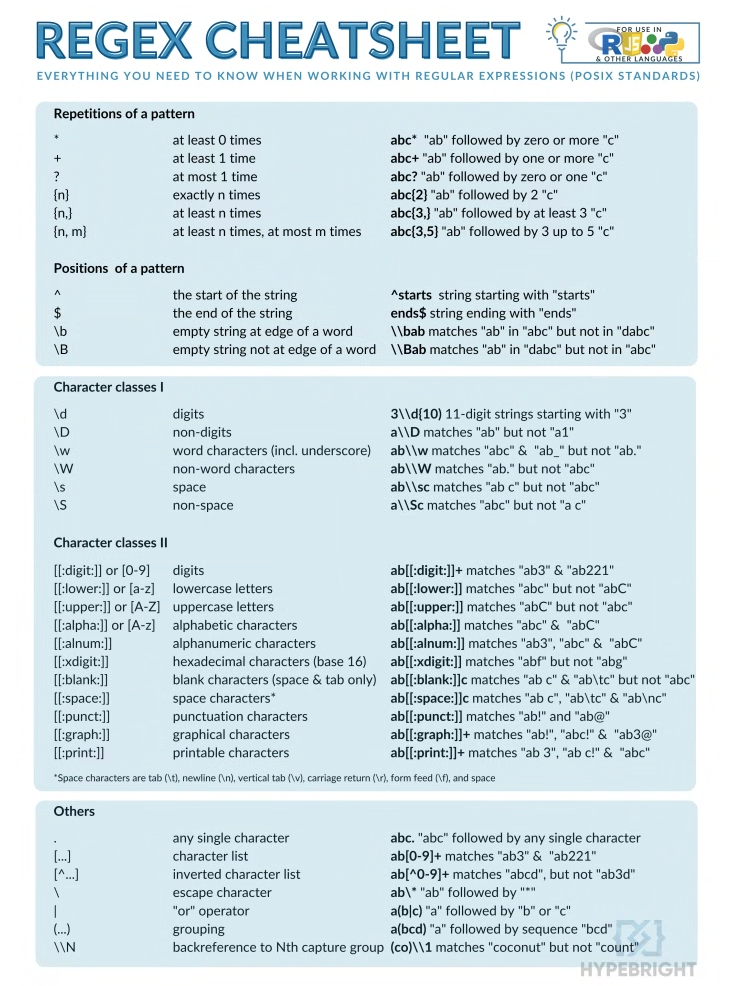 REGEX CHEATSHEET
FOR USE IN
R JS
& OTHER LANGUAGES
EVERYTHING YOU NEED TO KNOW WHEN WORKING WITH REGULAR EXPRESSIONS (POSIX STANDARDS)
Repetitions of a pattern
* at least 0 times abc* "ab" followed by zero or more "c"
+ at least 1 time abc+ "ab" followed by one or more "c"
? at most 1 time abc? "ab" followed by zero or one "c"
{n} exactly n times abc{2} "ab" followed by 2 "c"
{n,} at least n times abc{3,} "ab" followed by at least 3 "c"
{n, m} at least n times, at most m times abc{3,5} "ab" followed by 3 up to 5 "c"
Positions of a pattern
^ the start of the string ^starts string starting with "starts"
$ the end of the string ends$ string ending with "ends"
\b empty string at edge of a word \\bab matches "ab" in "abc" but not in "dabc"
\B empty string not at edge of a word \\Bab matches "ab" in "dabc" but not in "abc"
Character classes I
\d digits 3\\d{10) 11-digit strings starting with "3"
\D non-digits a\\D matches "ab" but not "a1"
\w word characters (incl. underscore) ab\\w matches "abc" & "ab_" but not "ab."
\W non-word characters ab\\W matches "ab." but not "abc"
\s space ab\\sc matches "ab c" but not "abc"
\S non-space a\\Sc matches "abc" but not "a c"
Character classes II
[[:digit:]] or [0-9] digits ab[[:digit:]]+ matches "ab3" & "ab221"
[[:lower:]] or [a-z] lowercase letters ab[[:lower:]] matches "abc" but not "abC"
[[:upper:]] or [A-Z] uppercase letters ab[[:upper:]] matches "abC" but not "abc"
[[:alpha:]] or [A-z] alphabetic characters ab[[:alpha:]] matches "abc" & "abC"
[[:alnum:]] alphanumeric characters ab[[:alnum:]] matches "ab3", "abc" & "abC"
[[:xdigit:]] hexadecimal characters (base 16) ab[[:xdigit:]] matches "abf" but not "abg"
[[:blank:]] blank characters (space & tab only) ab[[:blank:]]c matches "ab c" & "ab\tc" but not "abc"
[[:space:]] space characters* ab[[:space:]]c matches "ab c", "ab\tc" & "ab\nc"
[[:punct:]] punctuation characters ab[[:punct:]] matches "ab!" and "ab@"
[[:graph:]] graphical characters ab[[:graph:]]+ matches "ab!", "abc!" & "ab3@"
[[:print:]] printable characters ab[[:print:]]+ matches "ab 3", "ab c!" & "abc"
*Space characters are tab (\t), newline (\n), vertical tab (\v), carriage return (\r), form feed (\f), and space
Others
. any single character abc. "abc" followed by any single character
[...] character list ab[0-9]+ matches "ab3" & "ab221"
[^...] inverted character list ab[^0-9]+ matches "abcd", but not "ab3d"
\ escape character ab\* "ab" followed by "*"
| "or" operator a(b|c) "a" followed by "b" or "c"
(...) grouping a(bcd) "a" followed by sequence "bcd"
\\N backreference to Nth capture group (co)\\1 matches "coconut" but not "count"
HYPEBRIGHT